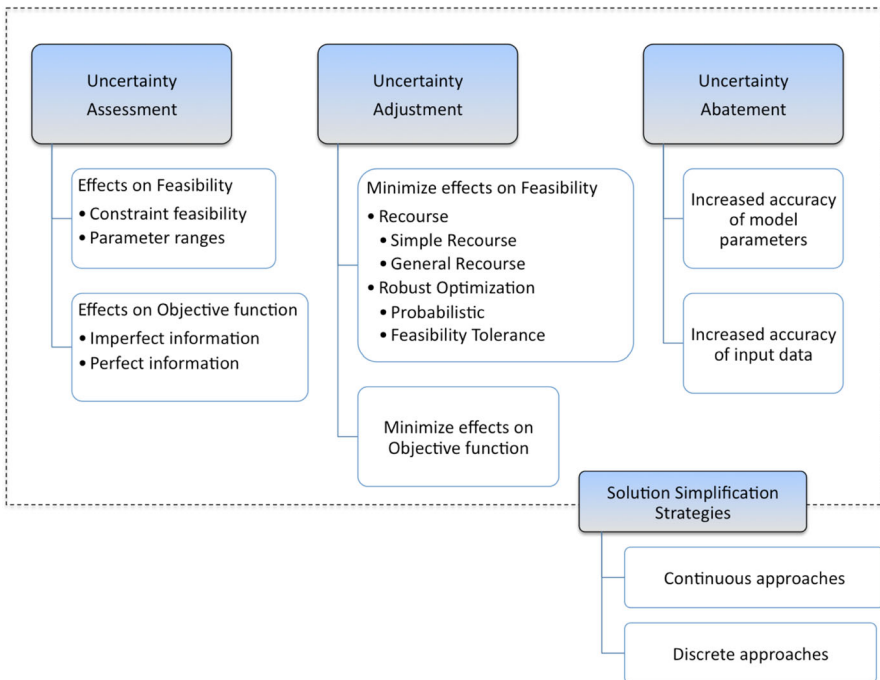 Uncertainty
Assessment
Effects on Feasibility
• Constraint feasibility
• Parameter ranges
Effects on Objective function
• Imperfect information
• Perfect information
Uncertainty
Adjustment
Minimize effects on Feasibility
• Recourse
• Simple Recourse
• General Recourse
• Robust Optimization
• Probabilistic
• Feasibility Tolerance
Minimize effects on
Objective function
Uncertainty
Abatement
Increased accuracy
of model
parameters
Increased accuracy
of input data
Solution Simplification
Strategies
Continuous approaches
Discrete approaches